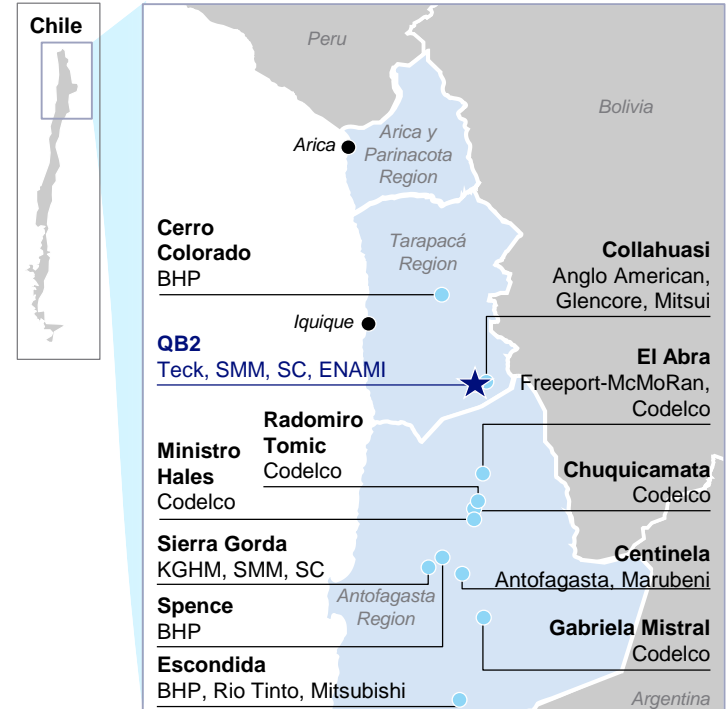 Chile
Peru
Bolivia
Arica
Arica y
Parinacota
Region
Cerro
Colorado
BHP
Tarapacá
Region
Collahuasi
Anglo American,
Glencore, Mitsui
Iquique
QB2
Teck, SMM, SC, ENAMI
El Abra
Freeport-McMoRan,
Codelco
Radomiro
Tomic
Codelco
Ministro
Hales
Codelco
Chuquicamata
Codelco
Sierra Gorda
KGHM, SMM, SC
Centinela
Antofagasta, Marubeni
Antofagasta
Region
Spence
BHP
Gabriela Mistral
Codelco
Escondida
BHP, Rio Tinto, Mitsubishi
Argentina